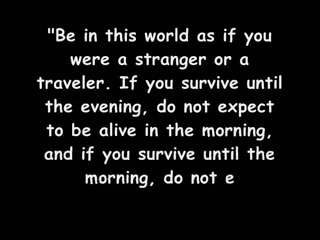 "Be in this world as if you
were a stranger or a
traveler. If you survive until
the evening, do not expect
to be alive in the morning,
and if you survive until the
morning, do not e